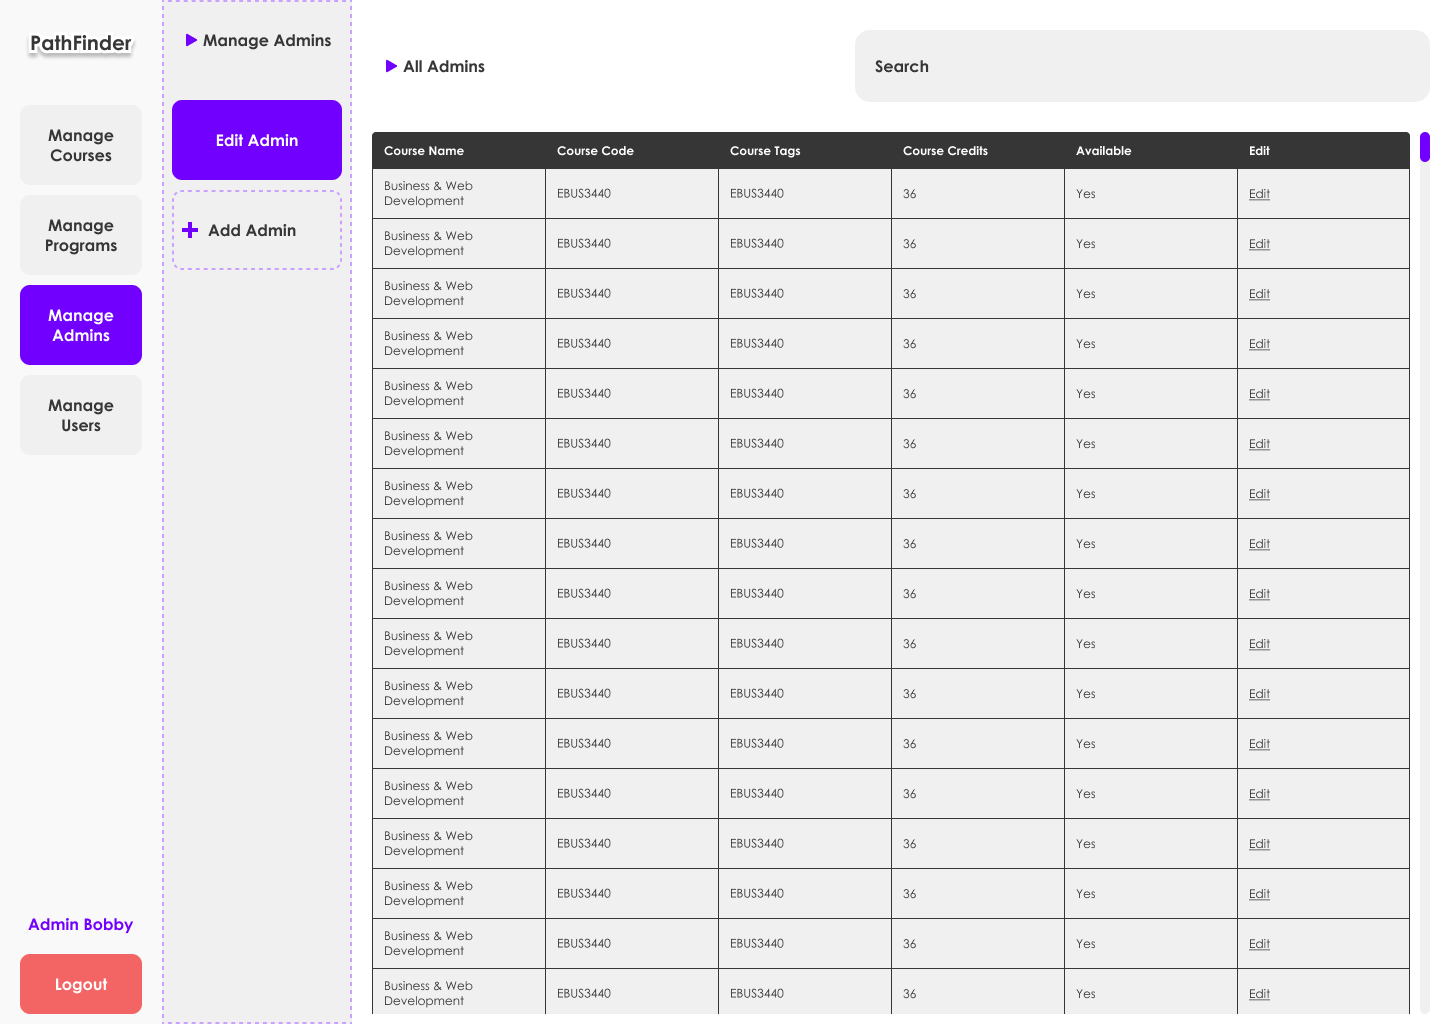 PathFinder
Manage
Courses
Manage
Programs
Manage
Admins
Manage
Users
Admin Bobby
Logout
Manage Admins
Edit Admin
Add Admin
All Admins
Search
Course Name Course Code Course Tags Course Credits Available Edit
Business & Web
Development EBUS3440 EBUS3440 36 Yes Edit
Business & Web
Development EBUS3440 EBUS3440 36 Yes Edit
Business & Web
Development EBUS3440 EBUS3440 36 Yes Edit
Business & Web
Development EBUS3440 EBUS3440 36 Yes Edit
Business & Web
Development EBUS3440 EBUS3440 36 Yes Edit
Business & Web
Development EBUS3440 EBUS3440 36 Yes Edit
Business & Web
Development EBUS3440 EBUS3440 36 Yes Edit
Business & Web
Development EBUS3440 EBUS3440 36 Yes Edit
Business & Web
Development EBUS3440 EBUS3440 36 Yes Edit
Business & Web
Development EBUS3440 EBUS3440 36 Yes Edit
Business & Web
Development EBUS3440 EBUS3440 36 Yes Edit
Business & Web
Development EBUS3440 EBUS3440 36 Yes Edit
Business & Web
Development EBUS3440 EBUS3440 36 Yes Edit
Business & Web
Development EBUS3440 EBUS3440 36 Yes Edit
Business & Web
Development EBUS3440 EBUS3440 36 Yes Edit
Business & Web
Development EBUS3440 EBUS3440 36 Yes Edit
Business & Web
Development EBUS3440 EBUS3440 36 Yes Edit